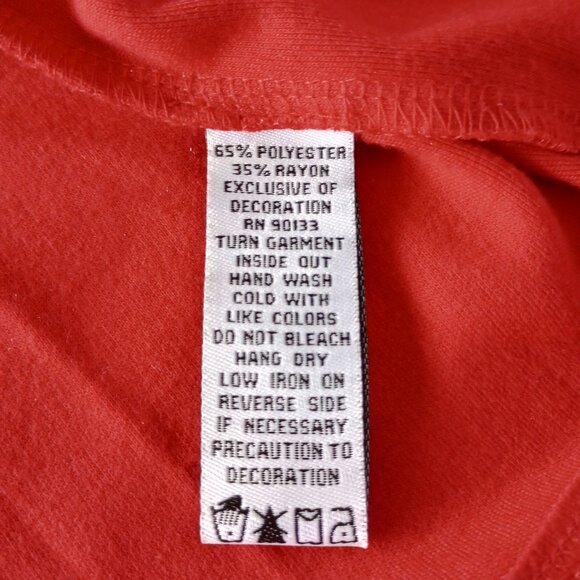 65% POLYESTER
35% RAYON
EXCLUSIVE OF
DECORATION
RN 90133
TURN GARMENT
INSIDE OUT
HAND WASH
COLD WITH
LIKE COLORS
DO NOT BLEACH
HANG DRY
LOW IRON ON
REVERSE SIDE
IF NECESSARY
PRECAUTION TO
DECORATION